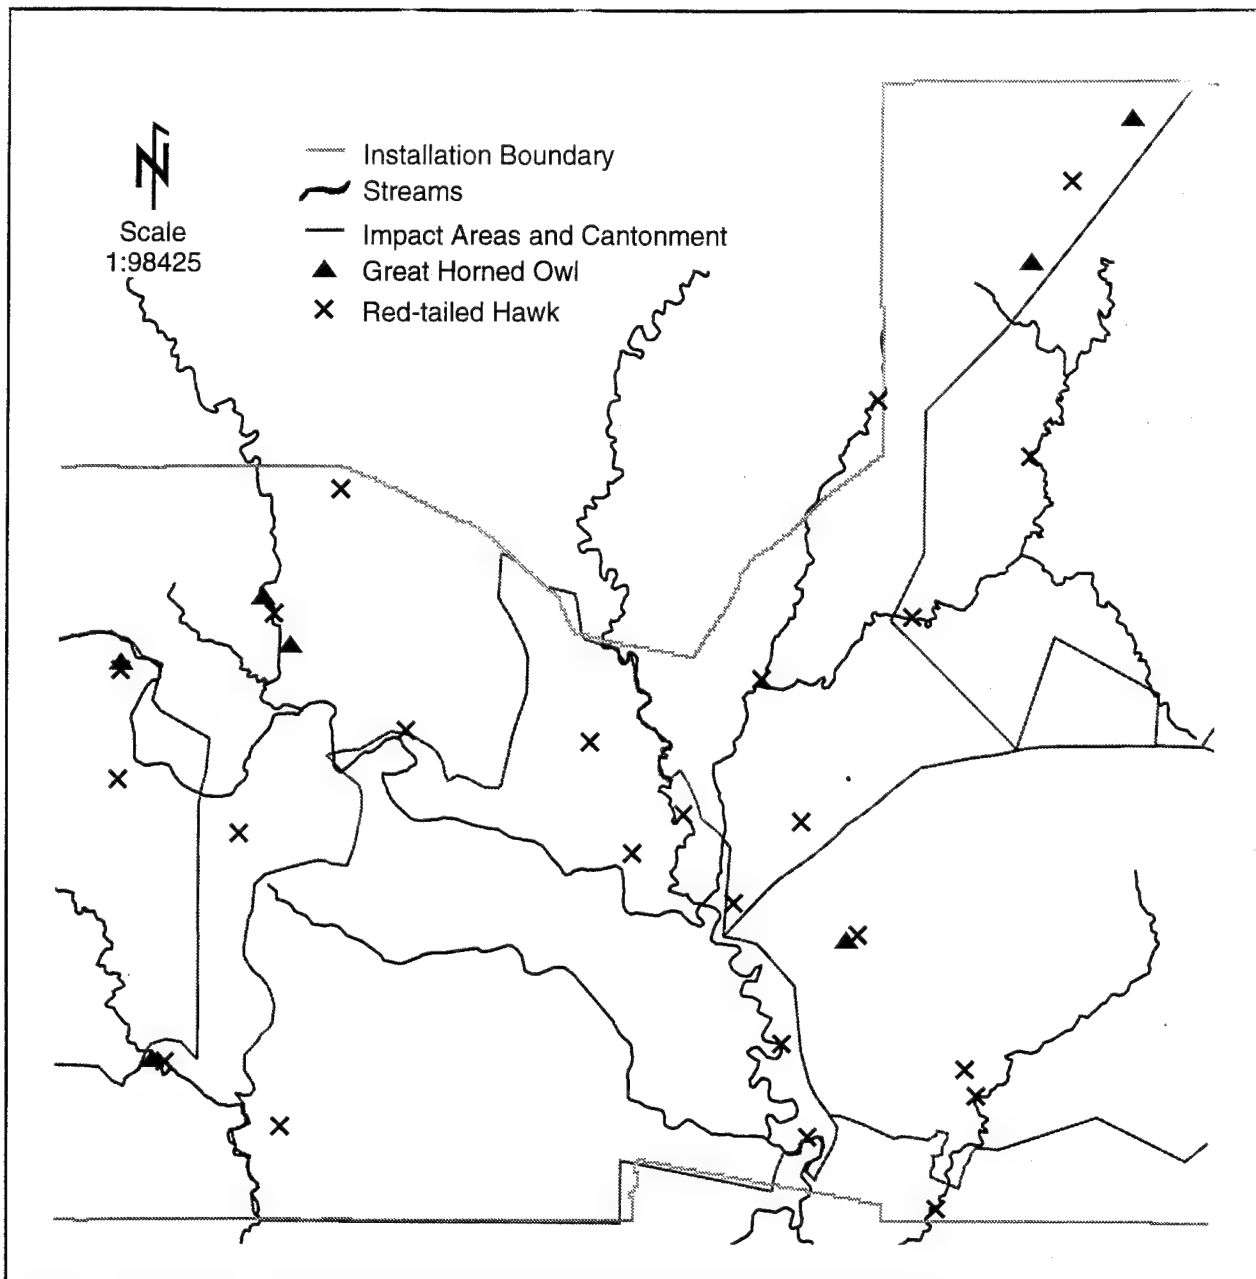 N
Scale
1:98425
Installation Boundary
Streams
Impact Areas and Cantonment
Great Horned Owl
Red-tailed Hawk